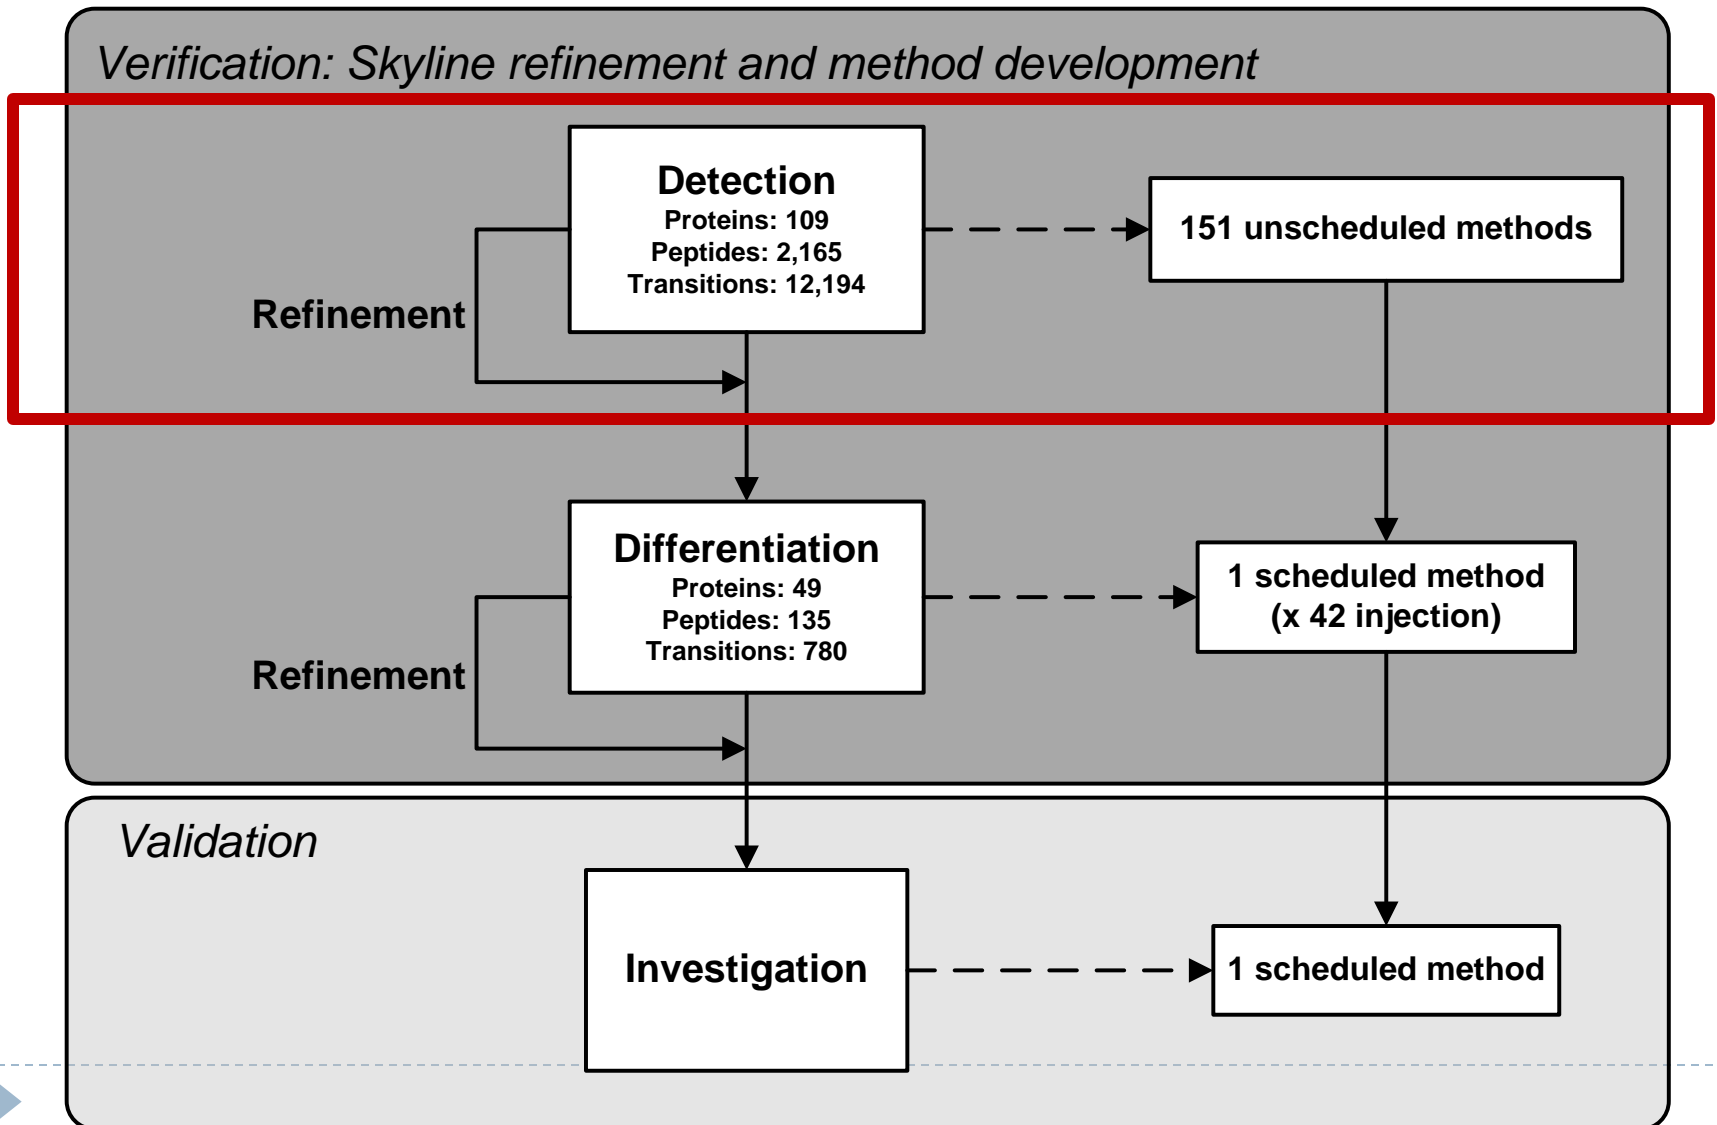 Verification: Skyline refinement and method development
Detection
Proteins: 109
Peptides: 2,165
Transitions: 12,194
151 unscheduled methods
Refinement
Differentiation
Proteins: 49
Peptides: 135
Transitions: 780
1 scheduled method
(x 42 injection)
Refinement
Validation
Investigation
1 scheduled method